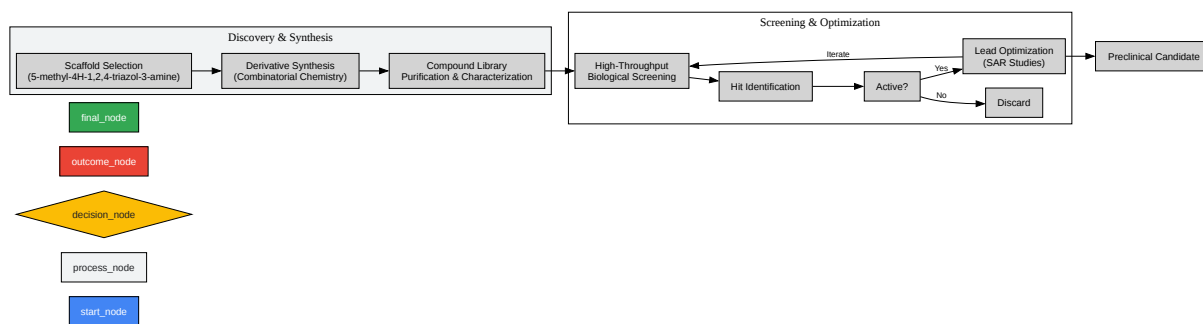 Discovery & Synthesis
Scaffold Selection
(5-methyl-4H-1,2,4-triazol-3-amine)
Derivative Synthesis
(Combinatorial Chemistry)
Compound Library
Purification & Characterization
Screening & Optimization
High-Throughput
Biological Screening
Iterate
Hit Identification
Active?
Yes
No
Lead Optimization
(SAR Studies)
Discard
Preclinical Candidate
final_node
outcome_node
decision_node
process_node
start_node